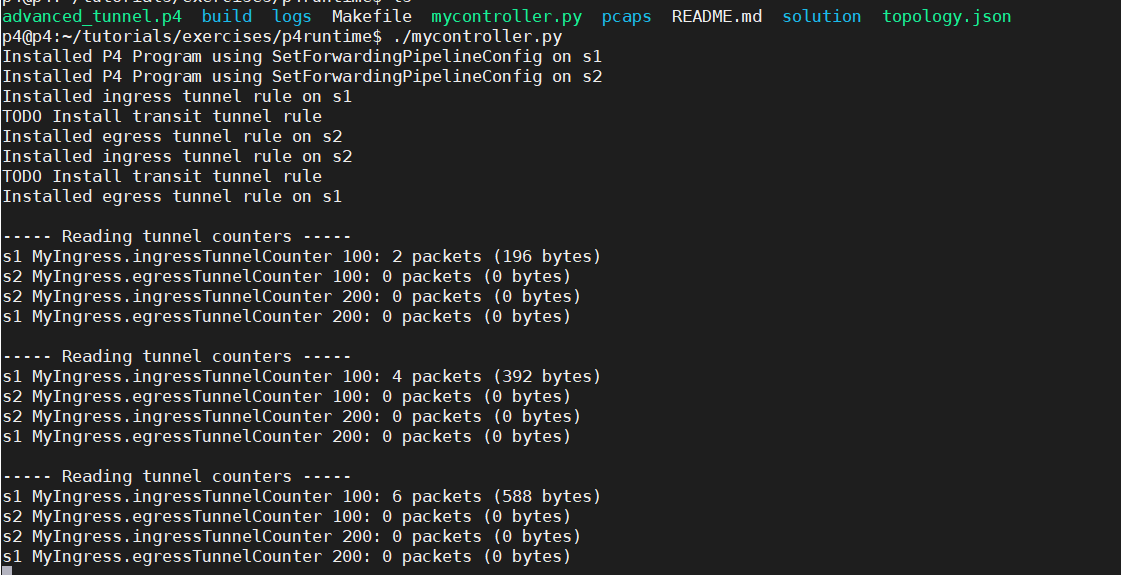 advanced_tunnel.p4  build  logs  Makefile  mycontroller.py  pcaps  README.md  solution  topology.json
p4@p4:~/tutorials/exercises/p4runtime$ ./mycontroller.py
Installed P4 Program using SetForwardingPipelineConfig on s1
Installed P4 Program using SetForwardingPipelineConfig on s2
Installed ingress tunnel rule on s1
TODO Install transit tunnel rule
Installed egress tunnel rule on s2
Installed ingress tunnel rule on s2
TODO Install transit tunnel rule
Installed egress tunnel rule on s1

----- Reading tunnel counters -----
s1 MyIngress.ingressTunnelCounter 100: 2 packets (196 bytes)
s2 MyIngress.egressTunnelCounter 100: 0 packets (0 bytes)
s2 MyIngress.ingressTunnelCounter 200: 0 packets (0 bytes)
s1 MyIngress.egressTunnelCounter 200: 0 packets (0 bytes)

----- Reading tunnel counters -----
s1 MyIngress.ingressTunnelCounter 100: 4 packets (392 bytes)
s2 MyIngress.egressTunnelCounter 100: 0 packets (0 bytes)
s2 MyIngress.ingressTunnelCounter 200: 0 packets (0 bytes)
s1 MyIngress.egressTunnelCounter 200: 0 packets (0 bytes)

----- Reading tunnel counters -----
s1 MyIngress.ingressTunnelCounter 100: 6 packets (588 bytes)
s2 MyIngress.egressTunnelCounter 100: 0 packets (0 bytes)
s2 MyIngress.ingressTunnelCounter 200: 0 packets (0 bytes)
s1 MyIngress.egressTunnelCounter 200: 0 packets (0 bytes)